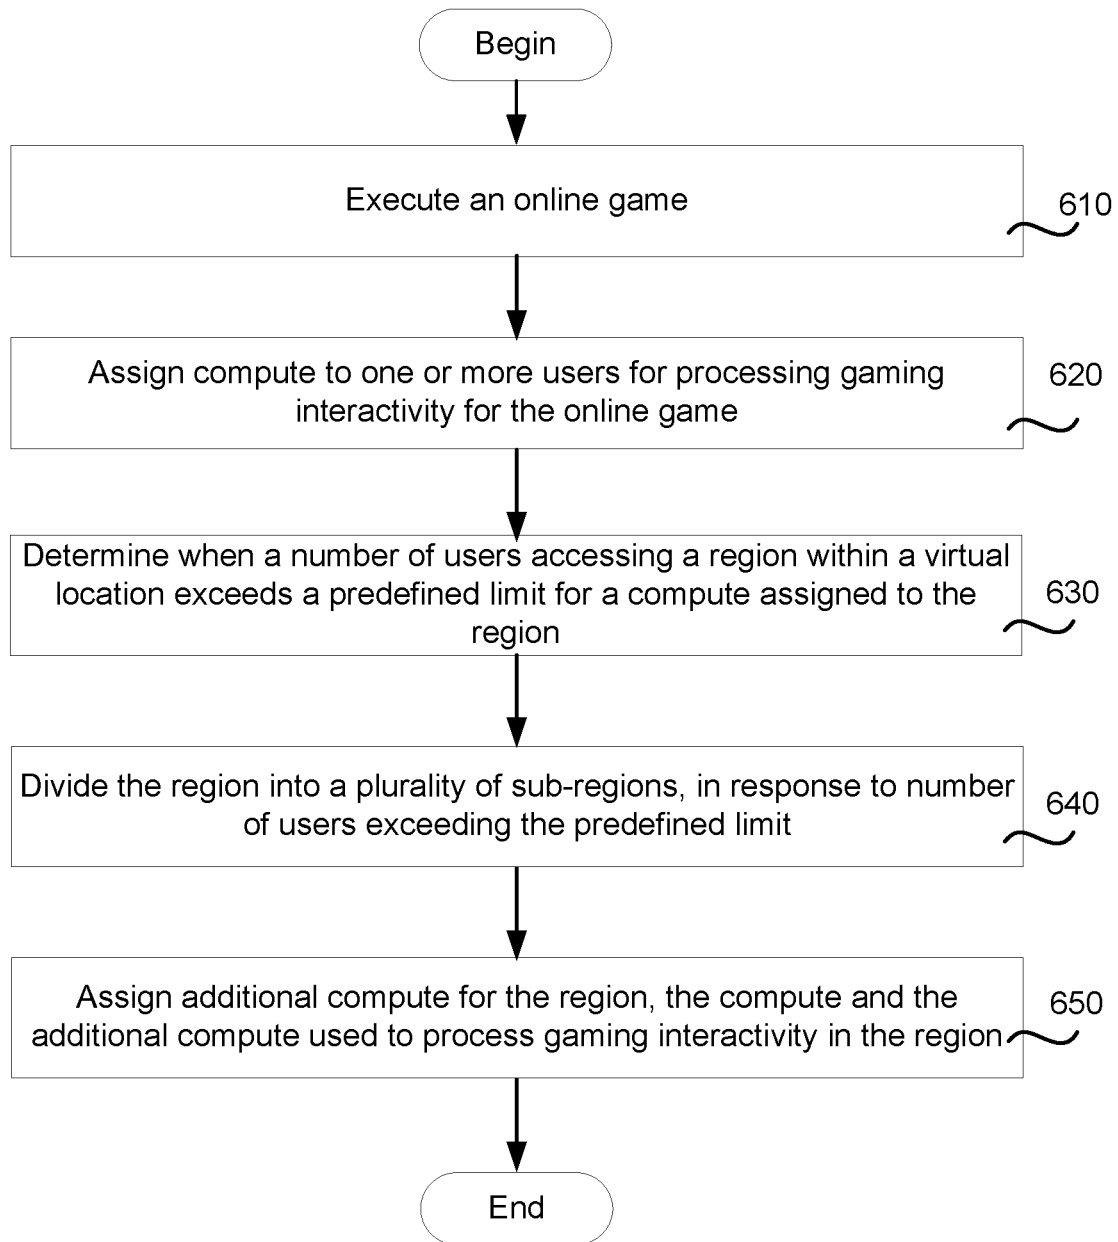 Begin
Execute an online game
610
Assign compute to one or more users for processing gaming
interactivity for the online game
620
Determine when a number of users accessing a region within a virtual
location exceeds a predefined limit for a compute assigned to the
region
630
Divide the region into a plurality of sub-regions, in response to number
of users exceeding the predefined limit
640
Assign additional compute for the region, the compute and the
additional compute used to process gaming interactivity in the region
650
End